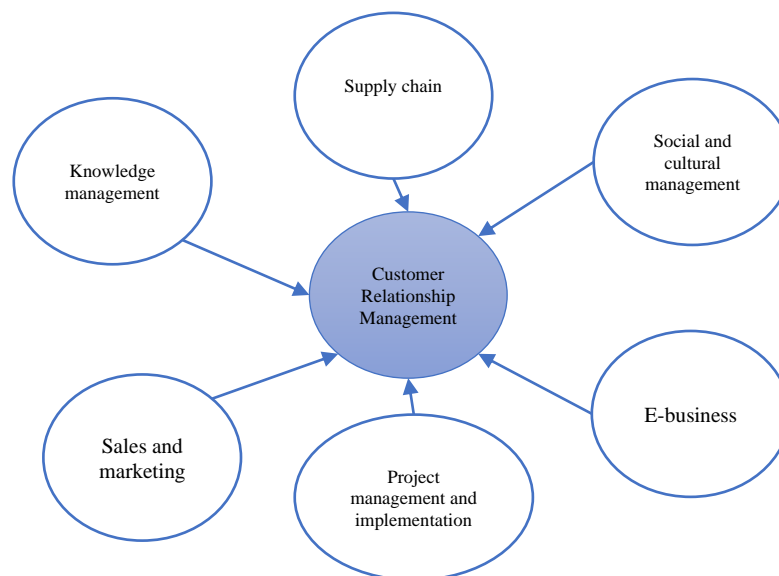 Supply chain
Social and
cultural
management
Knowledge
management
Customer
Relationship
Management
E-business
Sales and
marketing
Project
management and
implementation